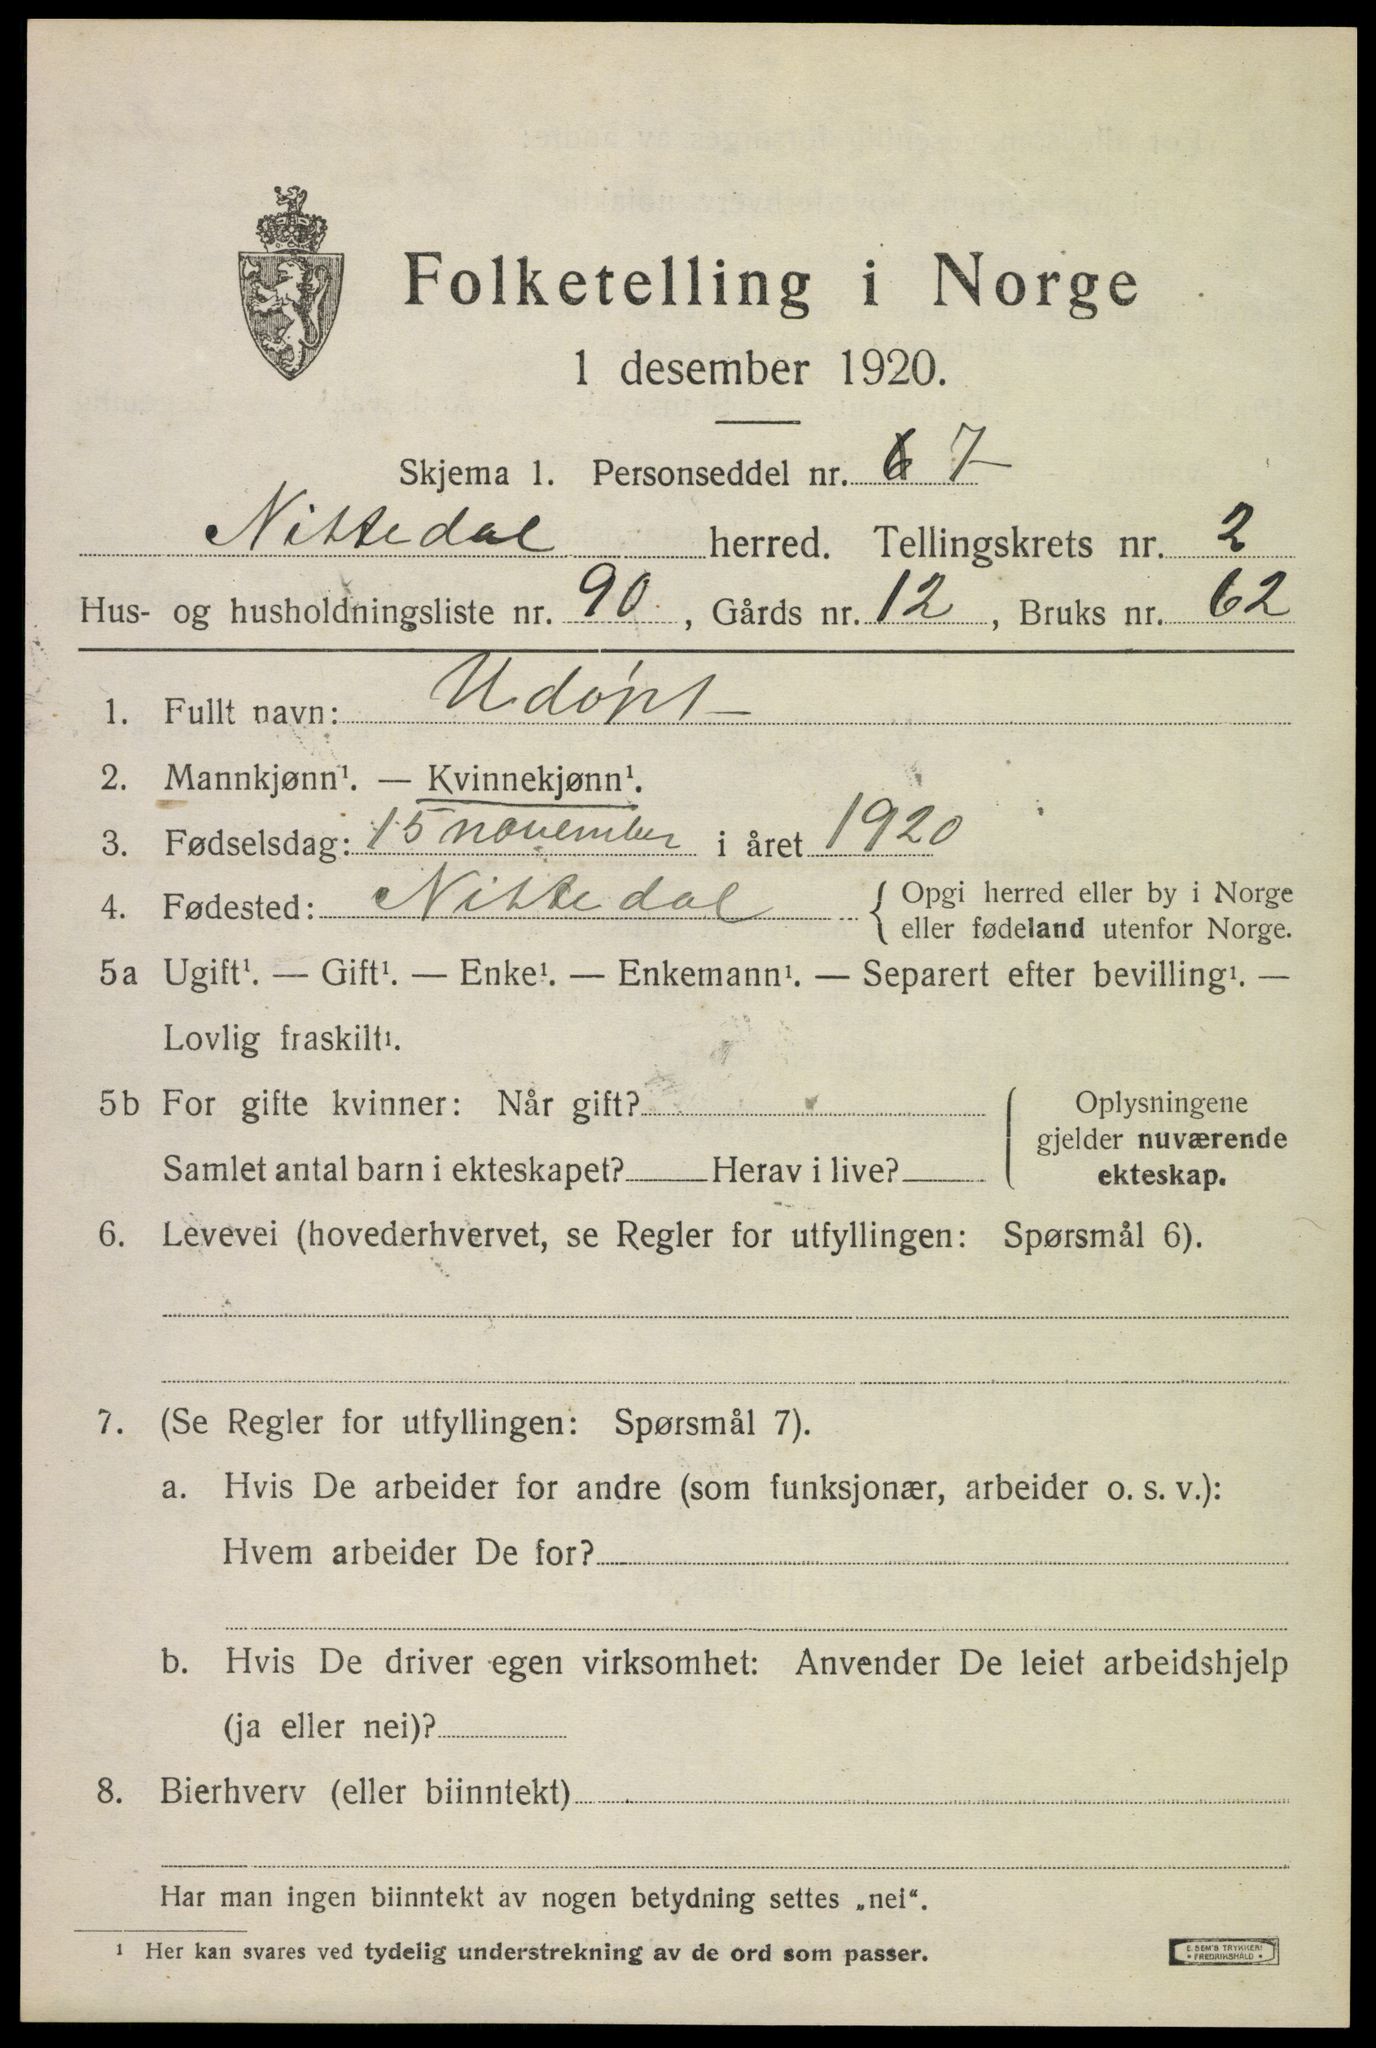 Folketelling i Norge
1 desember 1920.
Skjema 1. Personseddel nr. 6 7
Nittedal herred. Tellingskrets nr. 2
Hus- og husholdningsliste nr. 90, Gårds nr. 12, Bruks nr. 62
1. Fullt navn: Udøpt
2. Mannkjønn¹. — Kvinnekjønn¹.
3. Fødselsdag: 15 november i året 1920
4. Fødested: Nittedal { Opgi herred eller by i Norge
eller fødeland utenfor Norge.
5a Ugift¹. — Gift¹. — Enke¹. — Enkemann¹. — Separert efter bevilling¹. —
Lovlig fraskilt¹.
5b For gifte kvinner: Når gift?
Samlet antal barn i ekteskapet? Herav i live?
Oplysningene
gjelder nuværende
ekteskap.
6. Levevei (hovederhvervet, se Regler for utfyllingen: Spørsmål 6).
7. (Se Regler for utfyllingen: Spørsmål 7).
a. Hvis De arbeider for andre (som funksjonær, arbeider o. s. v.):
Hvem arbeider De for?
b. Hvis De driver egen virksomhet: Anvender De leiet arbeidshjelp
(ja eller nei)?
8. Bierhverv (eller biinntekt)
Har man ingen biinntekt av nogen betydning settes „nei“.
¹ Her kan svares ved tydelig understrekning av de ord som passer.
E. SEM'S TRYKKERI
• FREDRIKSHALD •